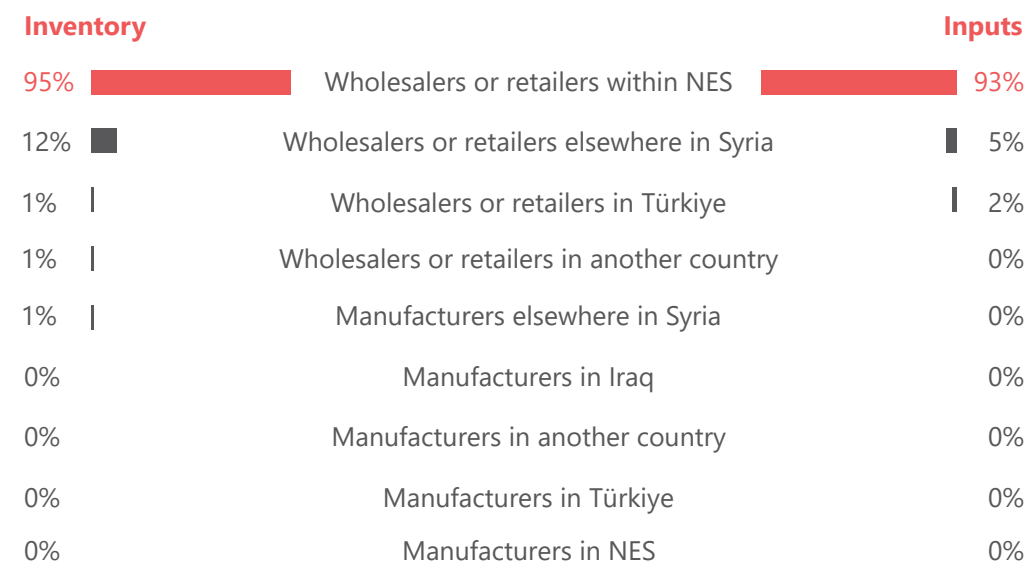 Inventory Inputs
95% Wholesalers or retailers within NES 93%
12% Wholesalers or retailers elsewhere in Syria 5%
1% Wholesalers or retailers in Türkiye 2%
1% Wholesalers or retailers in another country 0%
1% Manufacturers elsewhere in Syria 0%
0% Manufacturers in Iraq 0%
0% Manufacturers in another country 0%
0% Manufacturers in Türkiye 0%
0% Manufacturers in NES 0%